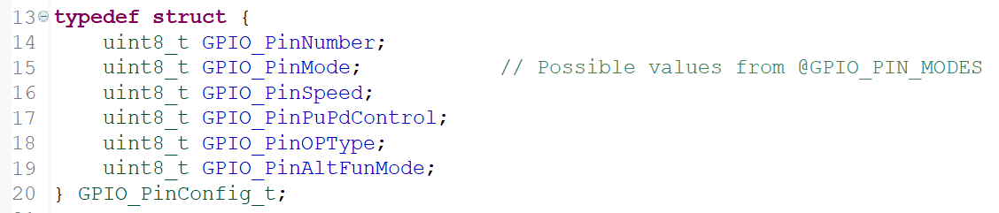 13 typedef struct {
14 uint8_t GPIO_PinNumber;
15 uint8_t GPIO_PinMode; // Possible values from @GPIO_PIN_MODES
16 uint8_t GPIO_PinSpeed;
17 uint8_t GPIO_PinPuPdControl;
18 uint8_t GPIO_PinOPType;
19 uint8_t GPIO_PinAltFunMode;
20 } GPIO_PinConfig_t;